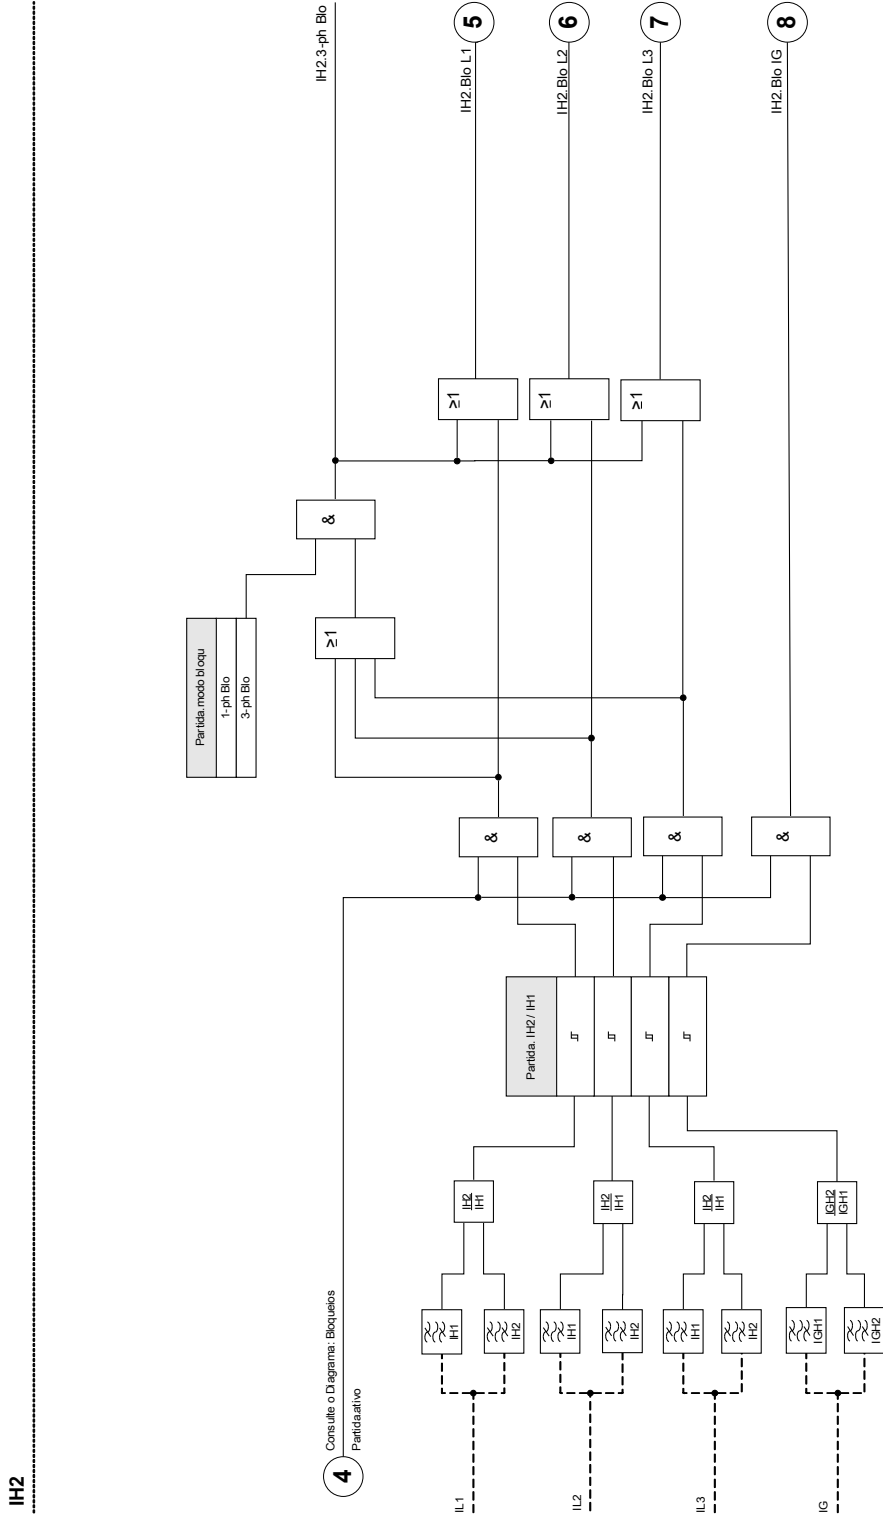 IH2
IH2.3-ph Blo
5
IH2.Blo L1
6
IH2.Blo L2
7
IH2.Blo L3
8
IH2.Blo IG
≥1
≥1
≥1
&
Partida.modo bloqu
1-ph Blo
3-ph Blo
≥1
&
&
&
&
Partida. IH2 / IH1
IH2
IH1
IH2
IH1
IH2
IH1
IGH2
IGH1
IH1
IH2
IH1
IH2
IH1
IH2
IGH1
IGH2
4
Consulte o Diagrama: Bloqueios
Partida.ativo
IL1
IL2
IL3
IG